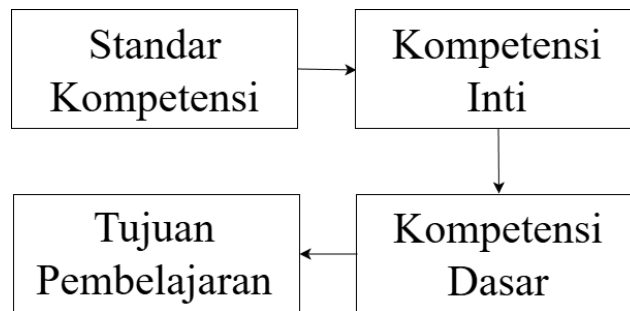 Standar
Kompetensi
Kompetensi
Inti
Kompetensi
Dasar
Tujuan
Pembelajaran